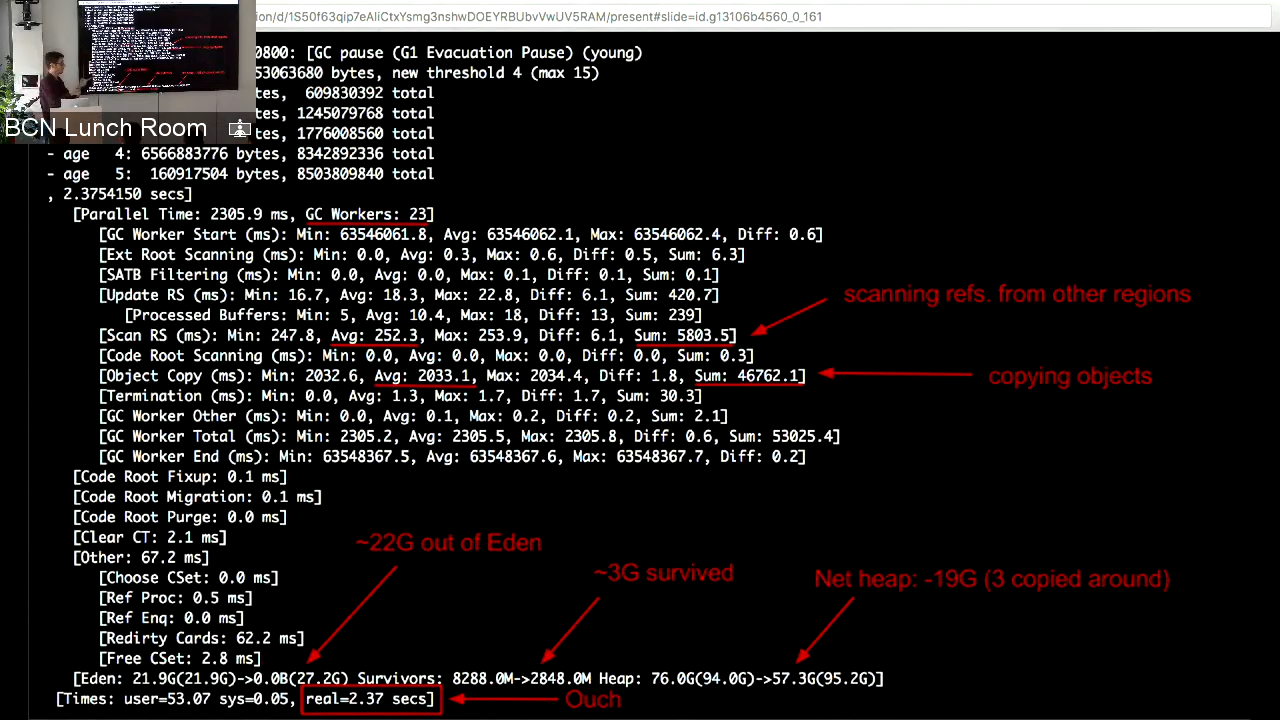 ion/d/1S50f63qip7eAliCtxYsmg3nshwDOEYRBUbvVwUV5RAM/present#slide=id.g13106b4560_0_161
0800: [GC pause (G1 Evacuation Pause) (young)
53063680 bytes, new threshold 4 (max 15)
tes, 609830392 total
tes, 1245079768 total
BCN Lunch Room
tes, 1776008560 total
- age 4: 6566883776 bytes, 8342892336 total
- age 5: 160917504 bytes, 8503809840 total
, 2.3754150 secs]
[Parallel Time: 2305.9 ms, GC Workers: 23]
[GC Worker Start (ms): Min: 63546061.8, Avg: 63546062.1, Max: 63546062.4, Diff: 0.6]
[Ext Root Scanning (ms): Min: 0.0, Avg: 0.3, Max: 0.6, Diff: 0.5, Sum: 6.3]
[SATB Filtering (ms): Min: 0.0, Avg: 0.0, Max: 0.1, Diff: 0.1, Sum: 0.1]
[Update RS (ms): Min: 16.7, Avg: 18.3, Max: 22.8, Diff: 6.1, Sum: 420.7]
scanning refs. from other regions
[Processed Buffers: Min: 5, Avg: 10.4, Max: 18, Diff: 13, Sum: 239]
[Scan RS (ms): Min: 247.8, Avg: 252.3, Max: 253.9, Diff: 6.1, Sum: 5803.5]
[Code Root Scanning (ms): Min: 0.0, Avg: 0.0, Max: 0.0, Diff: 0.0, Sum: 0.3]
[Object Copy (ms): Min: 2032.6, Avg: 2033.1, Max: 2034.4, Diff: 1.8, Sum: 46762.1]
copying objects
[Termination (ms): Min: 0.0, Avg: 1.3, Max: 1.7, Diff: 1.7, Sum: 30.3]
[GC Worker Other (ms): Min: 0.0, Avg: 0.1, Max: 0.2, Diff: 0.2, Sum: 2.1]
[GC Worker Total (ms): Min: 2305.2, Avg: 2305.5, Max: 2305.8, Diff: 0.6, Sum: 53025.4]
[GC Worker End (ms): Min: 63548367.5, Avg: 63548367.6, Max: 63548367.7, Diff: 0.2]
[Code Root Fixup: 0.1 ms]
[Code Root Migration: 0.1 ms]
[Code Root Purge: 0.0 ms]
[Clear CT: 2.1 ms]
~22G out of Eden
[Other: 67.2 ms]
~3G survived
[Choose CSet: 0.0 ms]
Net heap: -19G (3 copied around)
[Ref Proc: 0.5 ms]
[Ref Enq: 0.0 ms]
[Redirty Cards: 62.2 ms]
[Free CSet: 2.8 ms]
[Eden: 21.9G(21.9G)->0.0B(27.2G) Survivors: 8288.0M->2848.0M Heap: 76.0G(94.0G)->57.3G(95.2G)]
[Times: user=53.07 sys=0.05, real=2.37 secs]
Ouch